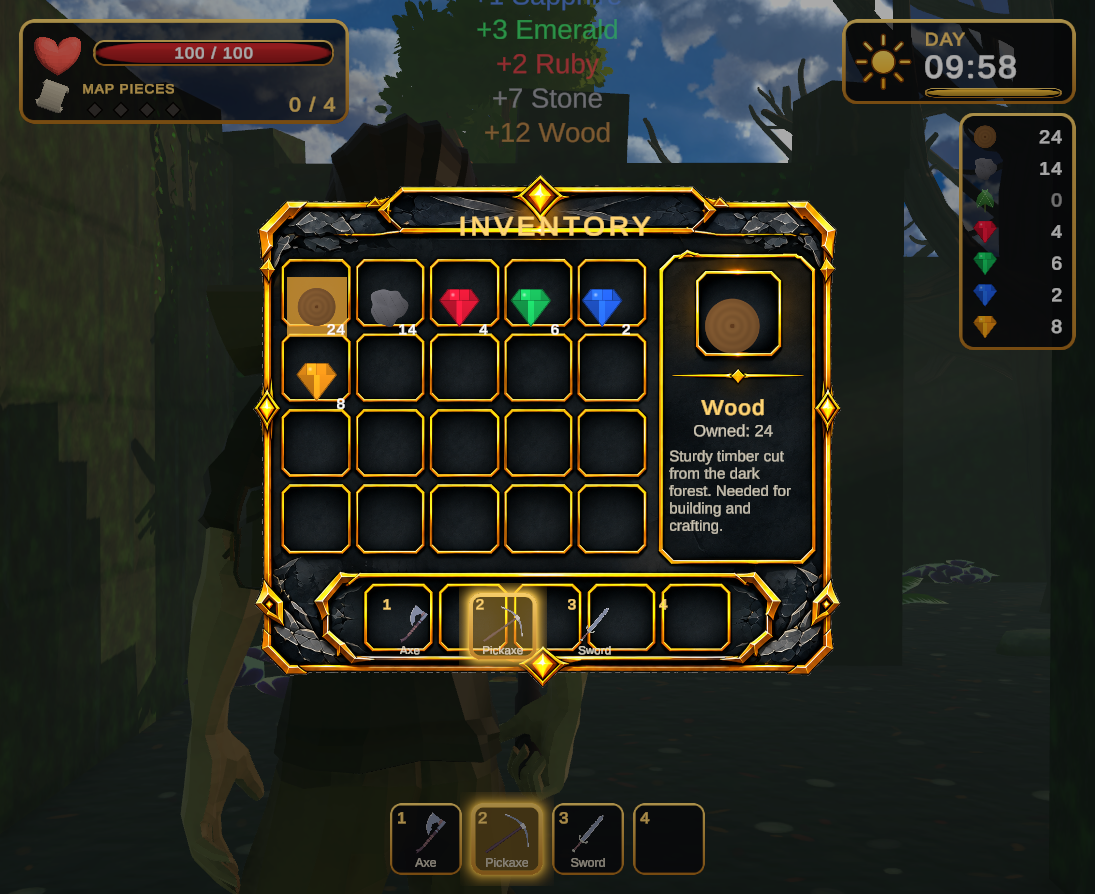 +1 Sapphire
+3 Emerald
+2 Ruby
+7 Stone
+12 Wood
100 / 100
MAP PIECES
0 / 4
DAY
09:58
24
14
0
4
6
2
8
INVENTORY
24
14
4
6
2
8
Wood
Owned: 24
Sturdy timber cut
from the dark
forest. Needed for
building and
crafting.
1
Axe
2
Pickaxe
3
Sword
4
1
Axe
2
Pickaxe
3
Sword
4